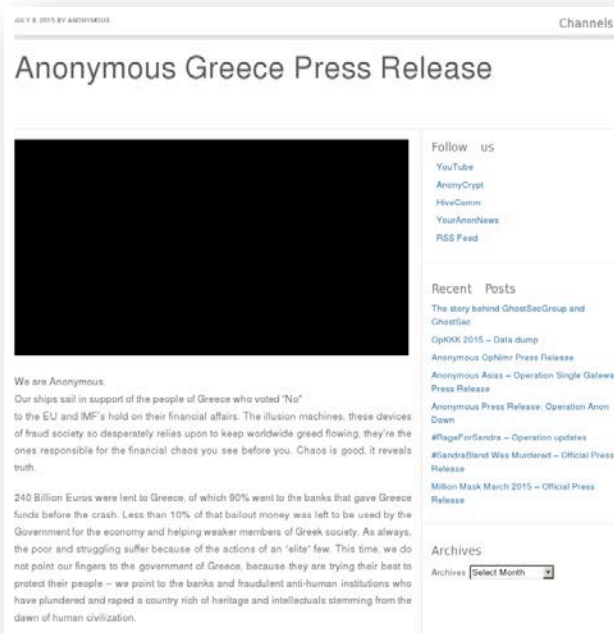 JULY 8, 2015 BY ANONYMOUS
Channels
Anonymous Greece Press Release
We are Anonymous.
Our ships sail in support of the people of Greece who voted "No"
to the EU and IMF's hold on their financial affairs. The illusion machines, these devices
of fraud society so desperately relies upon to keep worldwide greed flowing, they're the
ones responsible for the financial chaos you see before you. Chaos is good, it reveals
truth.
240 Billion Euros were lent to Greece, of which 90% went to the banks that gave Greece
funds before the crash. Less than 10% of that bailout money was left to be used by the
Government for the economy and helping weaker members of Greek society. As always,
the poor and struggling suffer because of the actions of an "elite" few. This time, we do
not point our fingers to the government of Greece, because they are trying their best to
protect their people – we point to the banks and fraudulent anti-human institutions who
have plundered and raped a country rich of heritage and intellectuals stemming from the
dawn of human civilization.
Follow us
YouTube
AnonyCrypt
HiveComm
YourAnonNews
RSS Feed
Recent Posts
The story behind GhostSecGroup and
GhostSec
OpKKK 2015 – Data dump
Anonymous OpNimr Press Release
Anonymous Asias – Operation Single Gatewa
Press Release
Anonymous Press Release: Operation Anon
Down
#RageForSandra – Operation updates
#SandraBland Was Murdered – Official Press
Release
Million Mask March 2015 – Official Press
Release
Archives
Archives Select Month